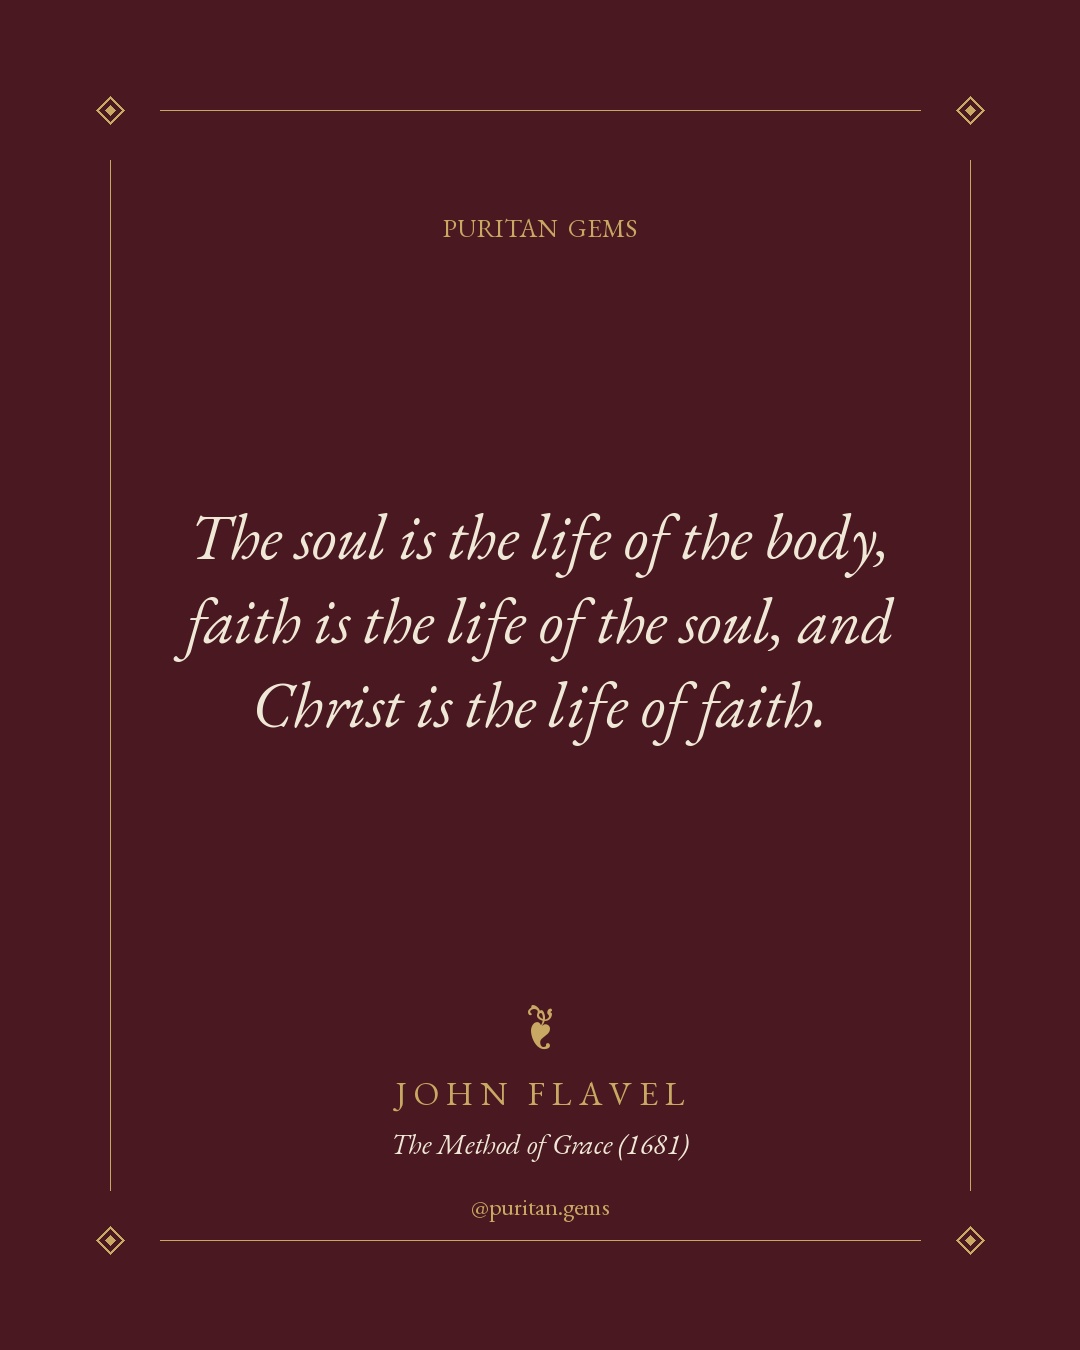 PURITAN GEMS
The soul is the life of the body,
faith is the life of the soul, and
Christ is the life of faith.
JOHN FLAVEL
The Method of Grace (1681)
@puritan.gems